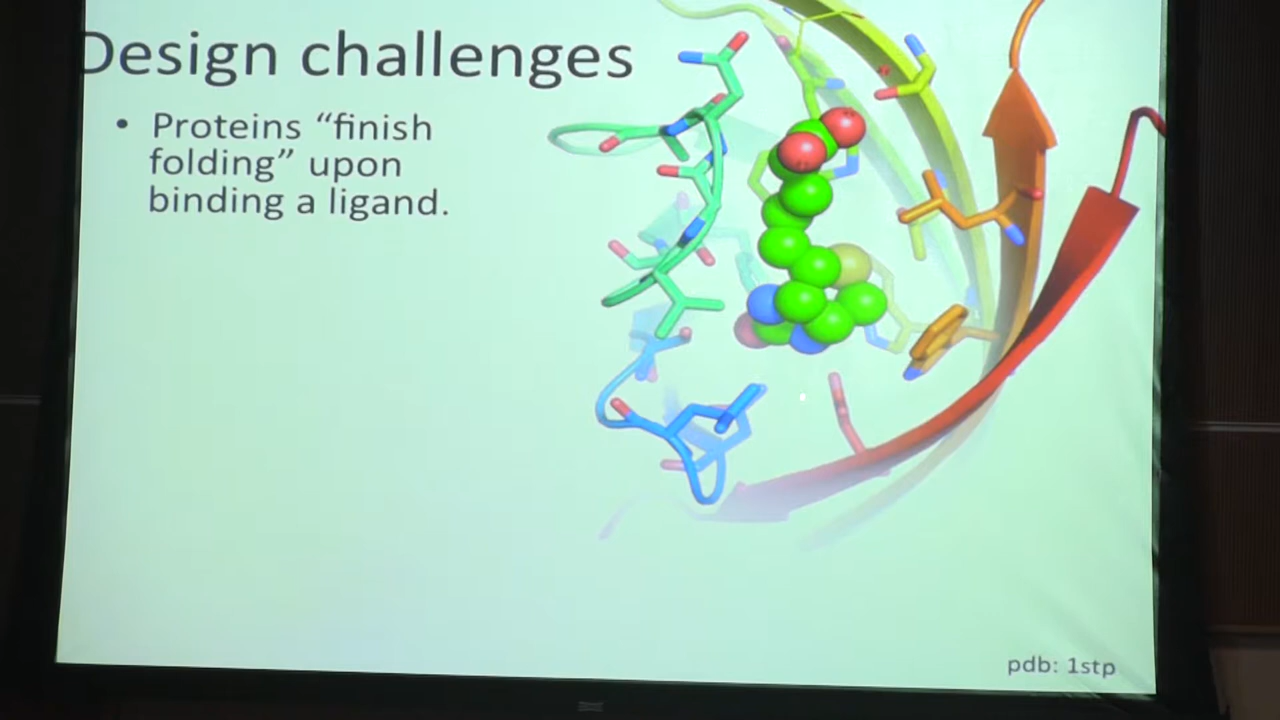 Design challenges
• Proteins “finish
folding” upon
binding a ligand.
pdb: 1stp